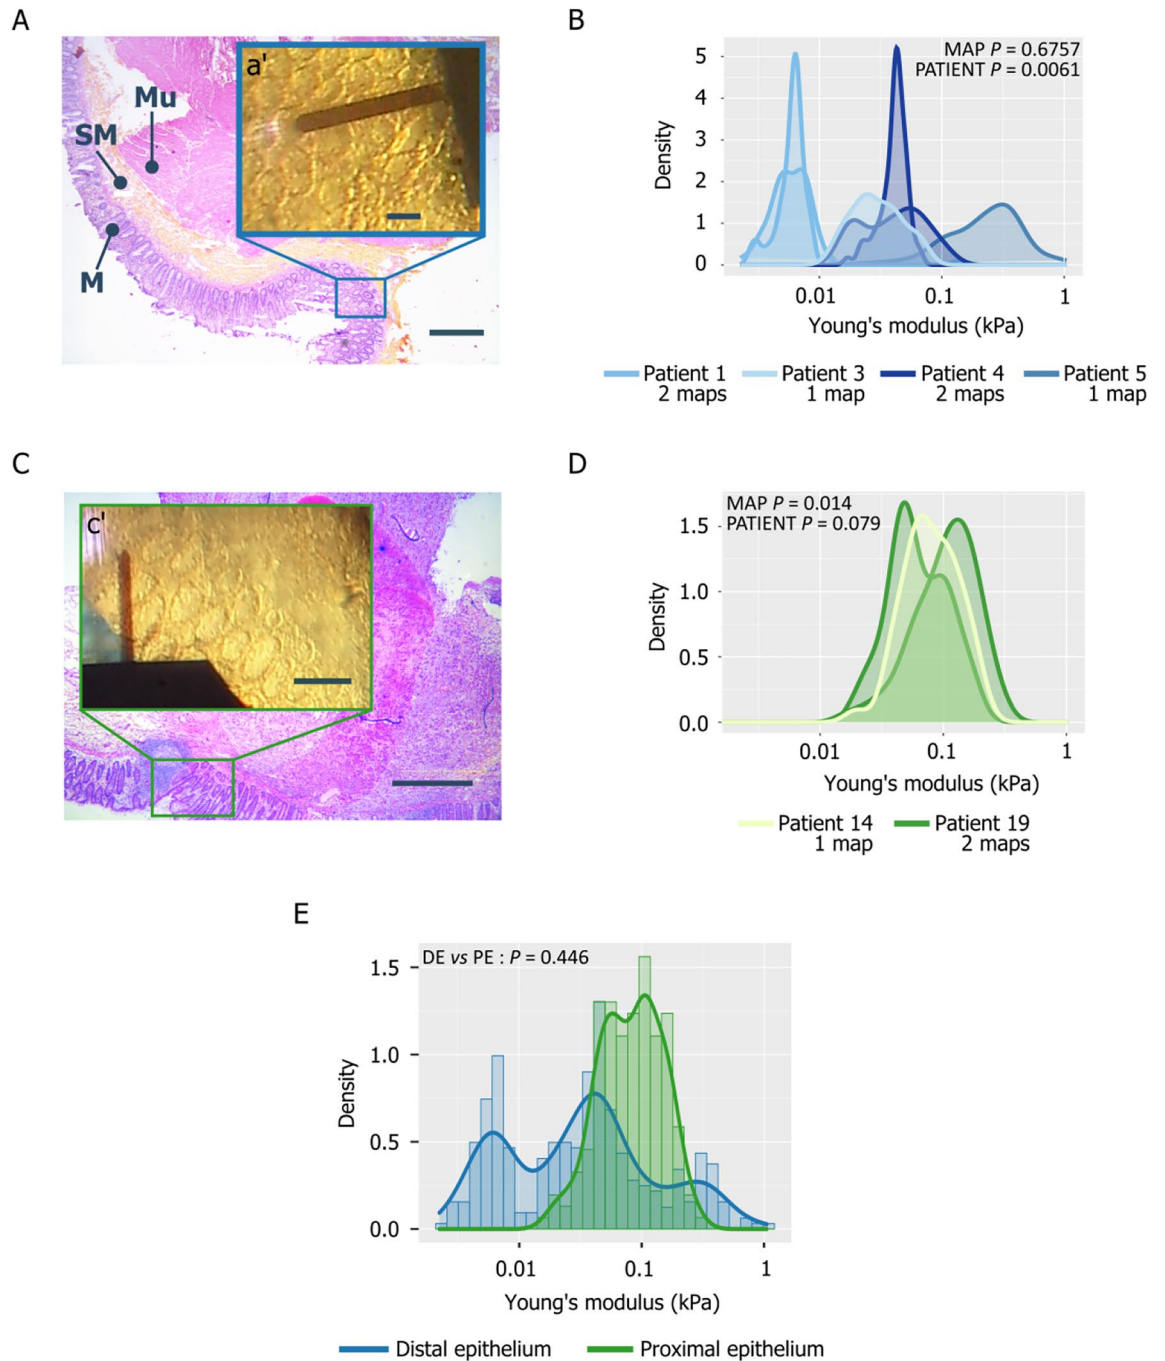 A
Mu
SM
M
a'
B
MAP P = 0.6757
PATIENT P = 0.0061
5
4
3
2
1
0
Density
0.01 0.1 1
Young's modulus (kPa)
Patient 1 Patient 3 Patient 4 Patient 5
2 maps 1 map 2 maps 1 map
C
c'
D
MAP P = 0.014
PATIENT P = 0.079
1.5
1.0
0.5
0.0
Density
0.01 0.1 1
Young's modulus (kPa)
Patient 14 Patient 19
1 map 2 maps
E
DE vs PE : P = 0.446
1.5
1.0
0.5
0.0
Density
0.01 0.1 1
Young's modulus (kPa)
Distal epithelium Proximal epithelium